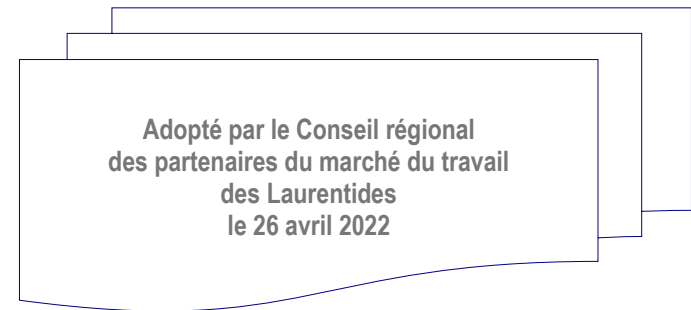 Adopté par le Conseil régional
des partenaires du marché du travail
des Laurentides
le 26 avril 2022